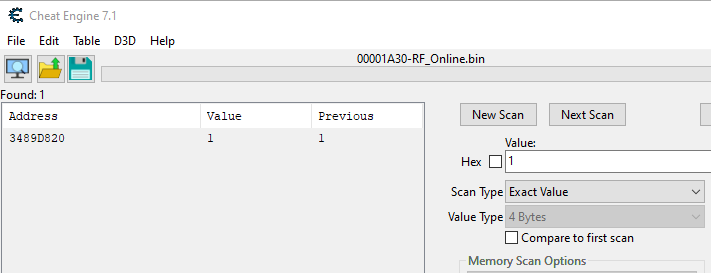 Cheat Engine 7.1
File Edit Table D3D Help
00001A30-RF_Online.bin
Found: 1
Address Value Previous
3489D820 1 1
New Scan Next Scan
Value:
Hex 1
Scan Type Exact Value
Value Type 4 Bytes
Compare to first scan
Memory Scan Options